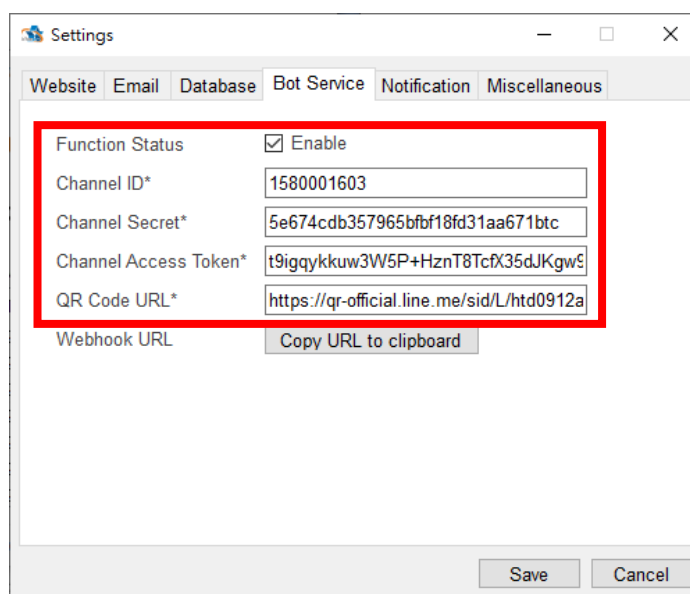 Settings
Website Email Database Bot Service Notification Miscellaneous
Function Status Enable
Channel ID* 1580001603
Channel Secret* 5e674cdb357965bfbf18fd31aa671btc
Channel Access Token* t9igqykkuw3W5P+HznT8TcfX35dJKgw9
QR Code URL* https://qr-official.line.me/sid/L/htd0912a
Webhook URL Copy URL to clipboard
Save Cancel